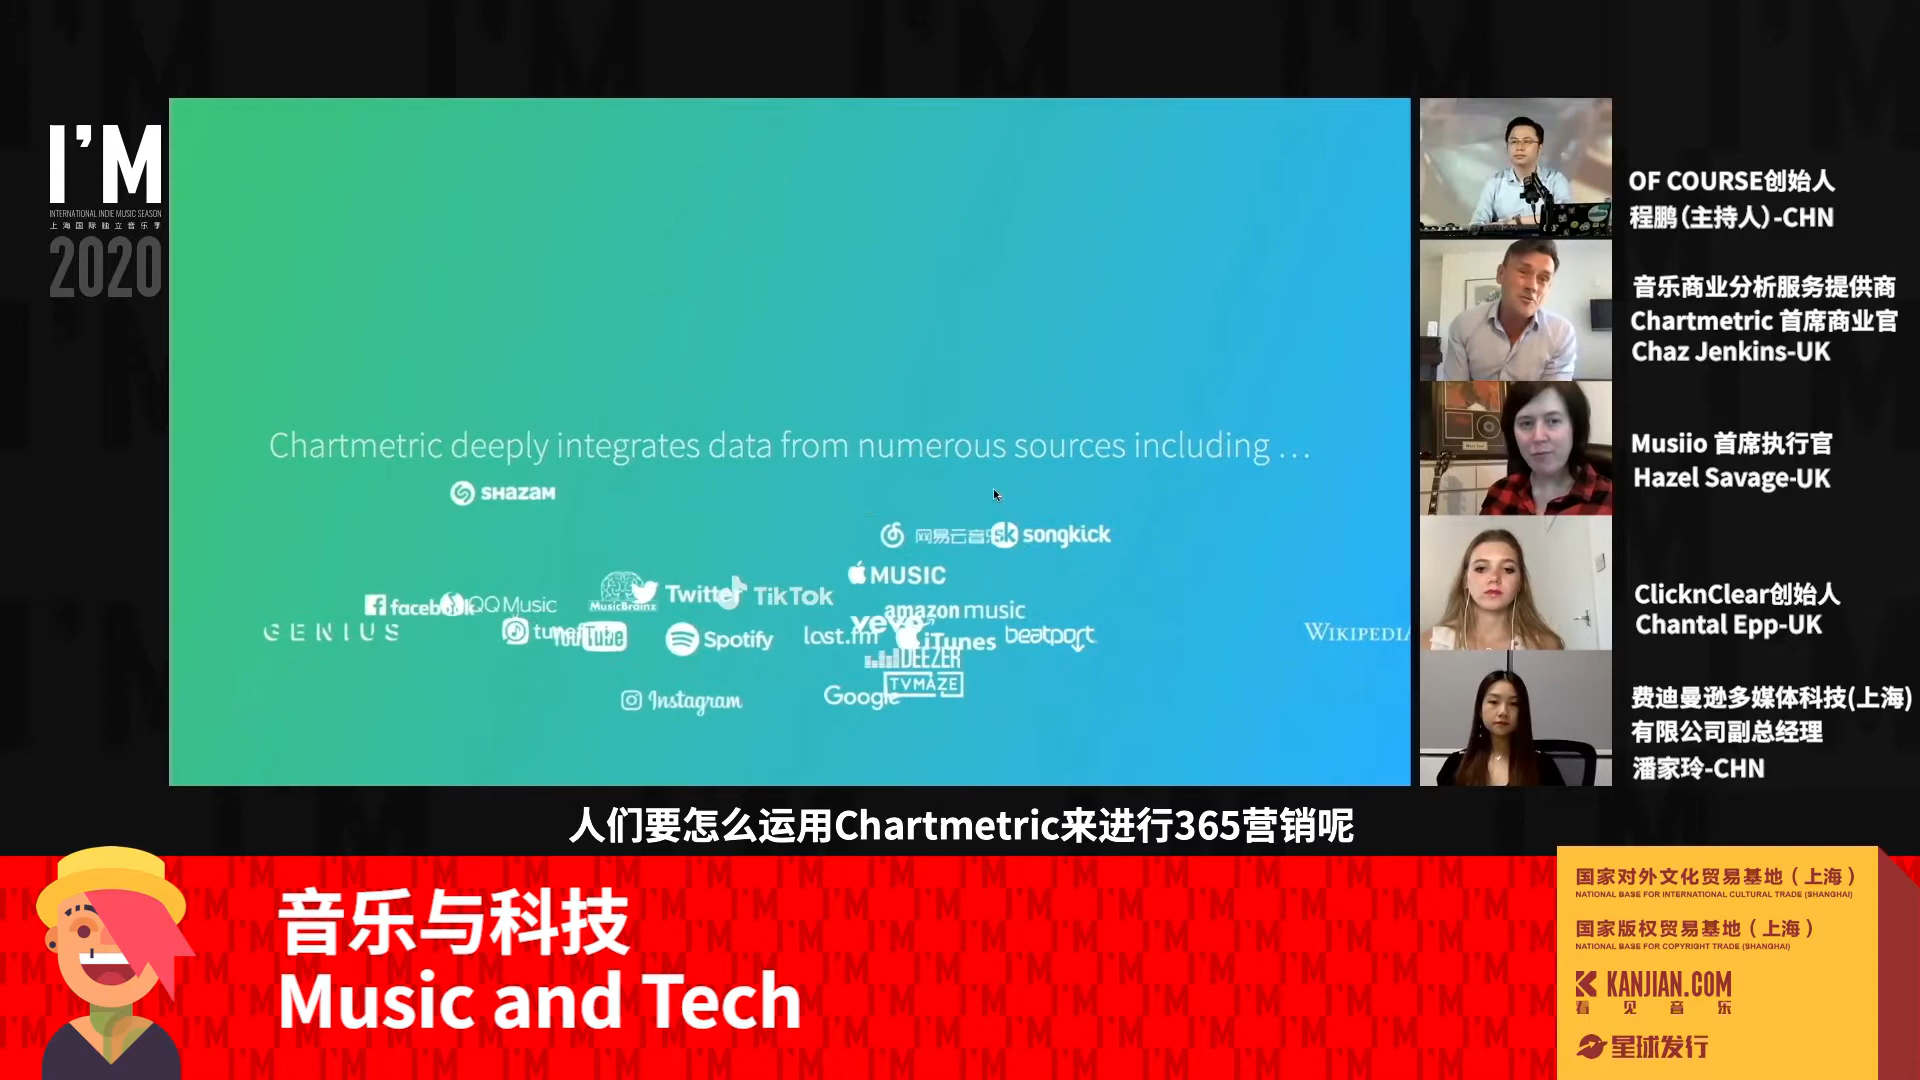 I'M
INTERNATIONAL INDIE MUSIC SEASON
上海国际独立音乐季
2020
Chartmetric deeply integrates data from numerous sources including …
SHAZAM
网易云音
songkick
MUSIC
facebook
QQ Music
MusicBrainz
Twitter
TikTok
amazon music
GENIUS
YouTube
Spotify
last.fm
vevo
iTunes
beatport
WIKIPEDIA
DEEZER
TVMAZE
Instagram
Google
OF COURSE创始人
程鹏(主持人)-CHN
音乐商业分析服务提供商
Chartmetric 首席商业官
Chaz Jenkins-UK
Musiio 首席执行官
Hazel Savage-UK
ClicknClear创始人
Chantal Epp-UK
费迪曼逊多媒体科技(上海)
有限公司副总经理
潘家玲-CHN
人们要怎么运用Chartmetric来进行365营销呢
音乐与科技
Music and Tech
国家对外文化贸易基地(上海)
NATIONAL BASE FOR INTERNATIONAL CULTURAL TRADE (SHANGHAI)
国家版权贸易基地(上海)
NATIONAL BASE FOR COPYRIGHT TRADE (SHANGHAI)
KANJIAN.COM
看见音乐
星球发行